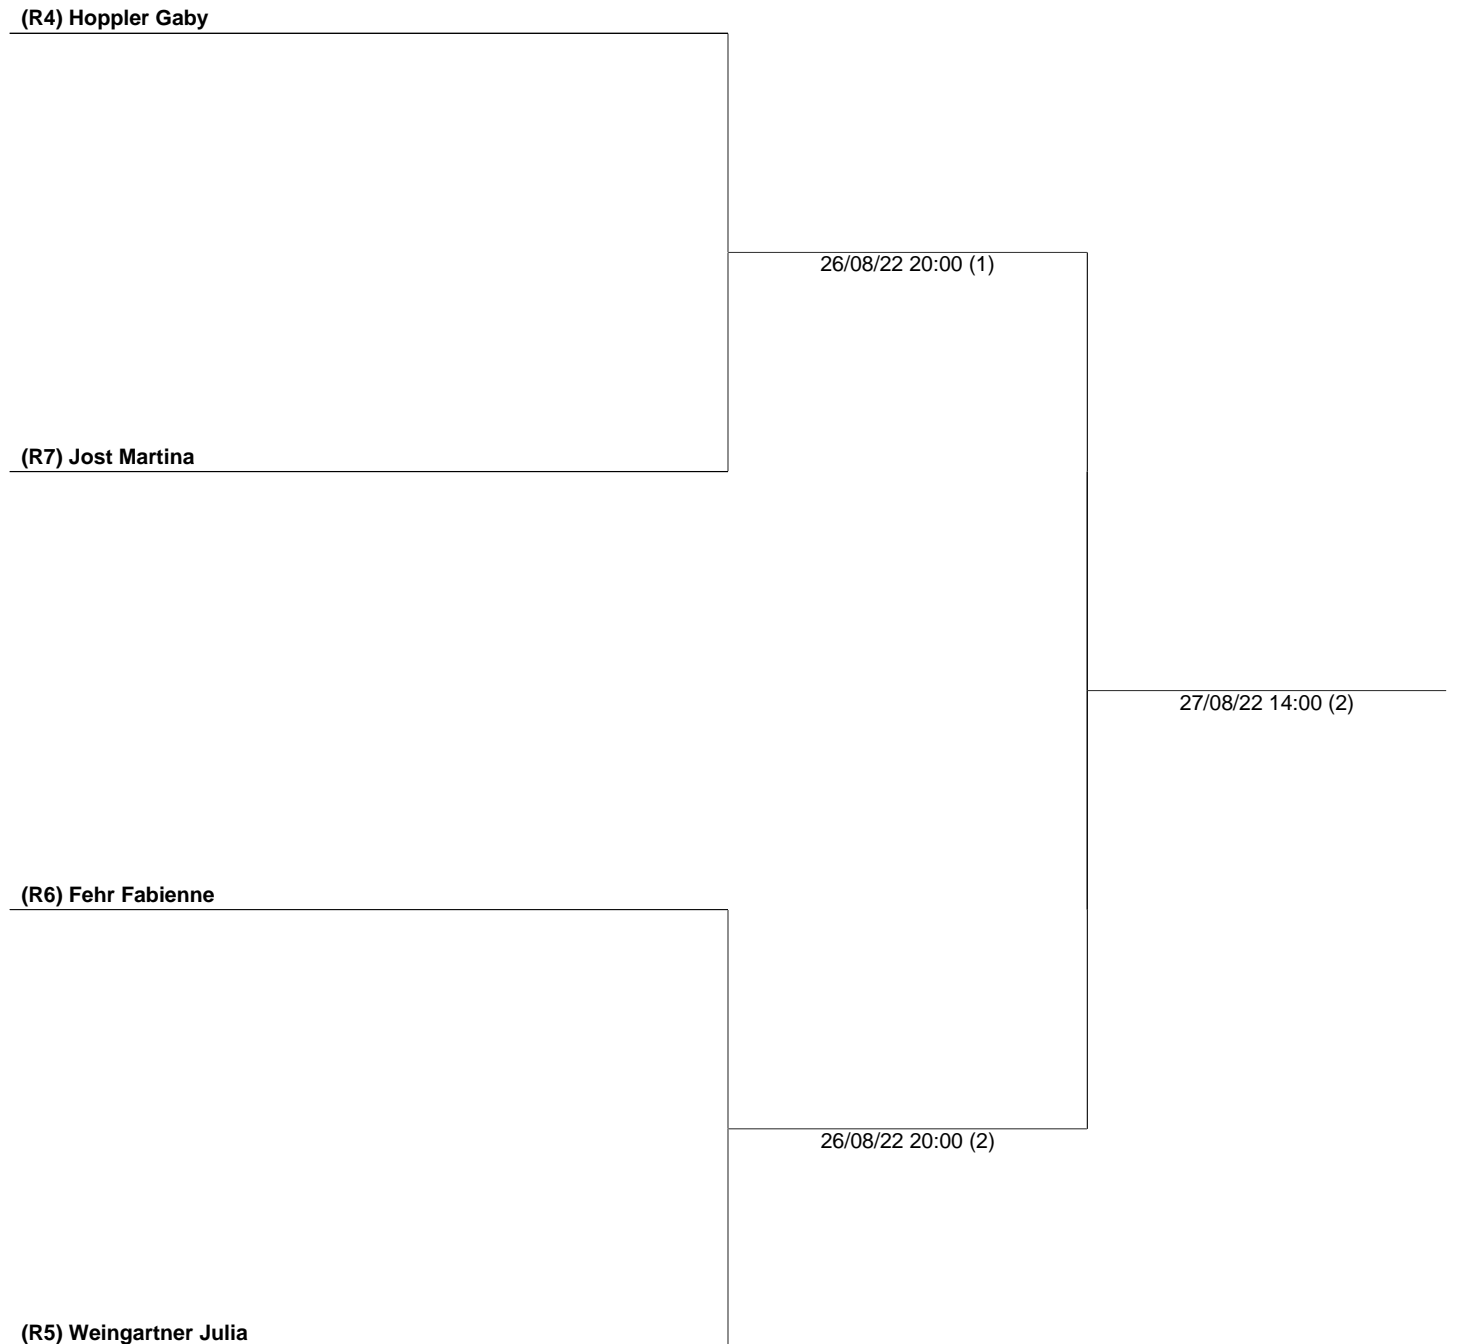 (R4) Hoppler Gaby
26/08/22 20:00 (1)
(R7) Jost Martina
27/08/22 14:00 (2)
(R6) Fehr Fabienne
26/08/22 20:00 (2)
(R5) Weingartner Julia